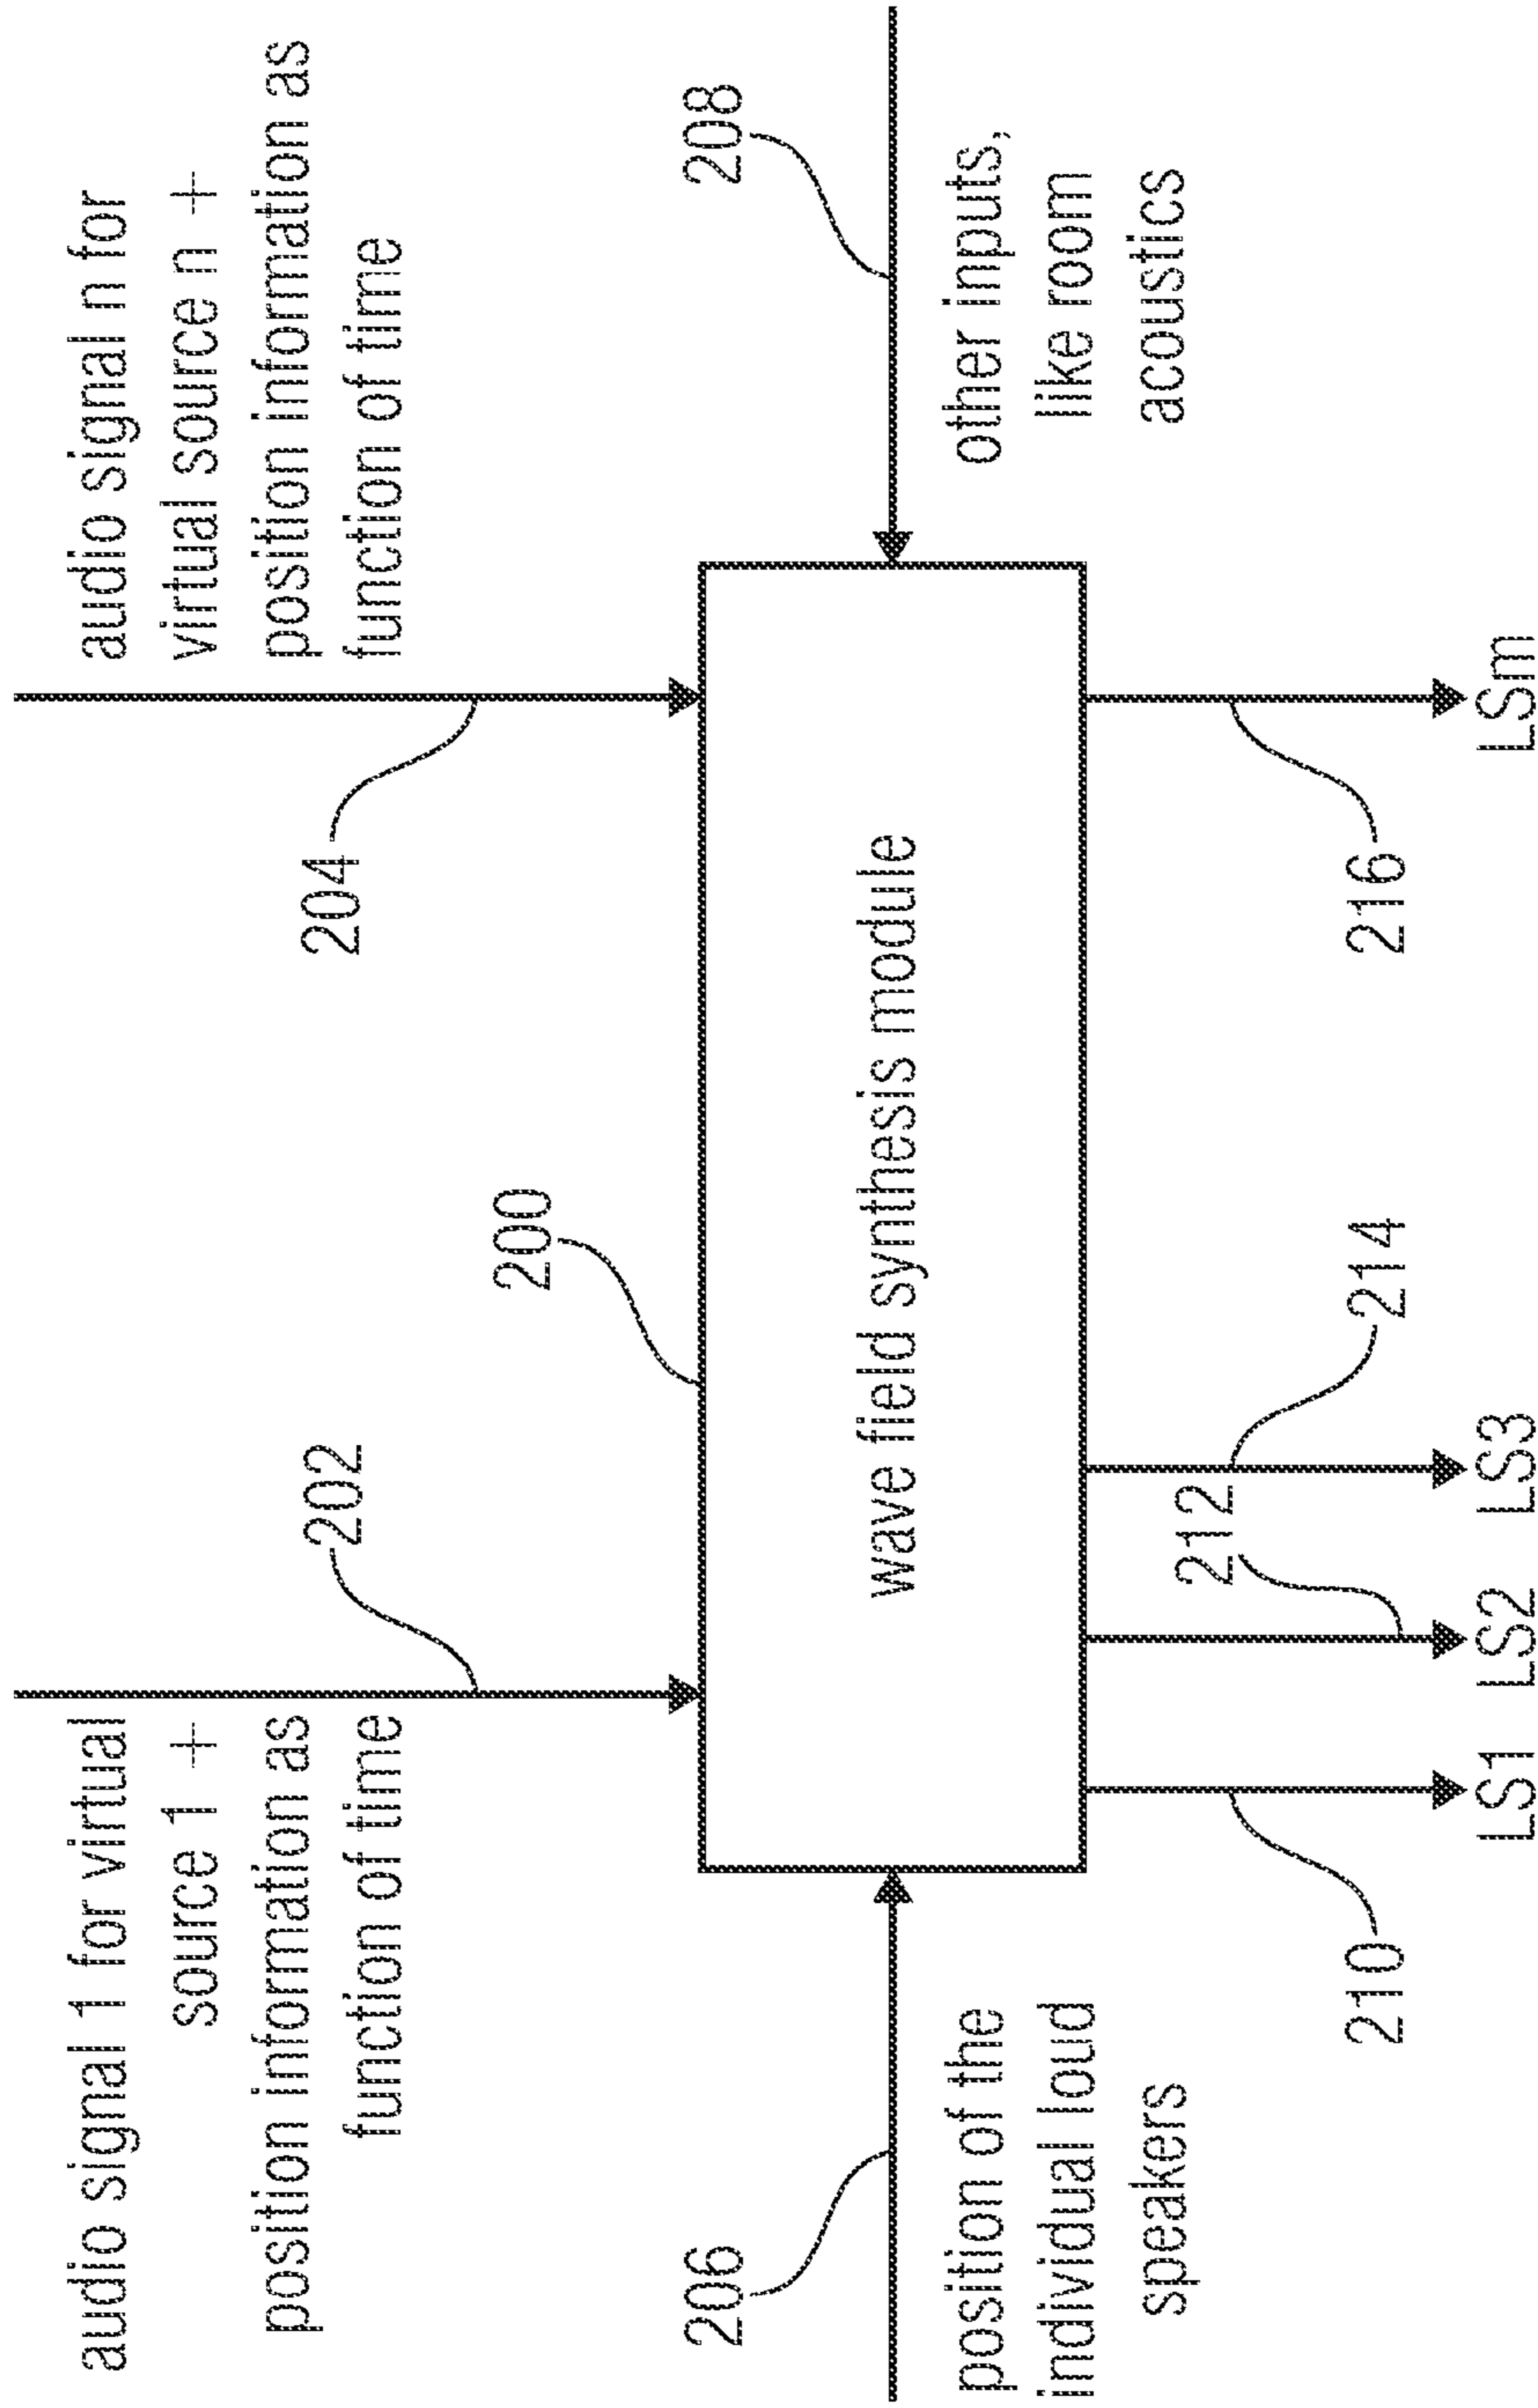 audio signal 1 for virtual
source 1 +
position information as
function of time
202
audio signal n for
virtual source n +
position information as
function of time
204
200
206
position of the
individual loud
speakers
wave field synthesis module
208
other inputs,
like room
acoustics
210
212
214
216
LS1
LS2
LS3
LSm